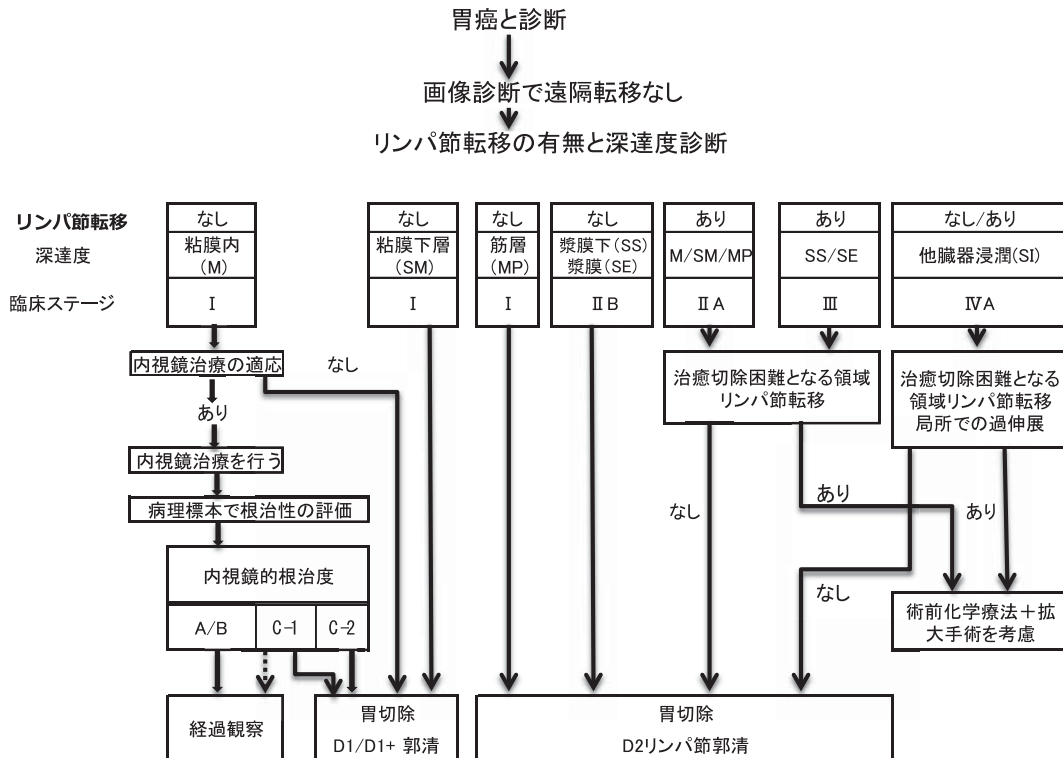 胃癌と診断
画像診断で遠隔転移なし
リンパ節転移の有無と深達度診断
リンパ節転移
なし
なし
なし
なし
あり
あり
なし/あり
深達度
粘膜内
(M)
粘膜下層
(SM)
筋層
(MP)
漿膜下(SS)
漿膜(SE)
M/SM/MP
SS/SE
他臓器浸潤(SI)
臨床ステージ
Ⅰ
Ⅰ
Ⅰ
ⅡB
ⅡA
Ⅲ
ⅣA
内視鏡治療の適応
なし
あり
内視鏡治療を行う
病理標本で根治性の評価
内視鏡的根治度
A/B
C-1
C-2
治癒切除困難となる領域
リンパ節転移
治癒切除困難となる
領域リンパ節転移
局所での過伸展
なし
あり
あり
なし
術前化学療法+拡
大手術を考慮
経過観察
胃切除
D1/D1+ 郭清
胃切除
D2リンパ節郭清